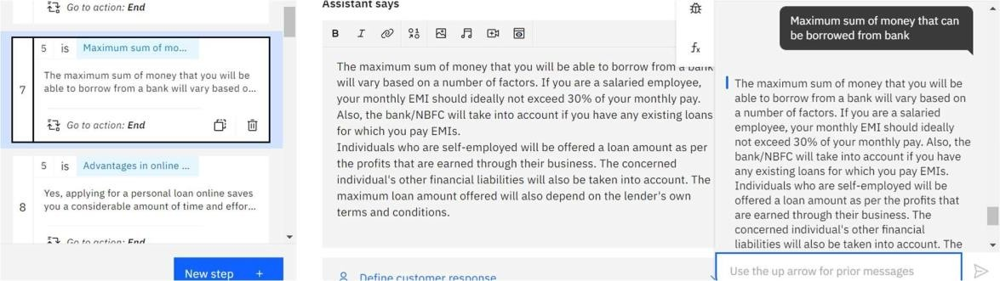 Go to action: End
7
5 is Maximum sum of mo...
The maximum sum of money that you will be
able to borrow from a bank will vary based o...
Go to action: End
8
5 is Advantages in online ...
Yes, applying for a personal loan online saves
you a considerable amount of time and effor...
Go to action: End
New step +
Assistant says
B I
The maximum sum of money that you will be able to borrow from a bank
will vary based on a number of factors. If you are a salaried employee,
your monthly EMI should ideally not exceed 30% of your monthly pay.
Also, the bank/NBFC will take into account if you have any existing loans
for which you pay EMIs.
Individuals who are self-employed will be offered a loan amount as per
the profits that are earned through their business. The concerned
individual's other financial liabilities will also be taken into account. The
maximum loan amount offered will also depend on the lender's own
terms and conditions.
Define customer response
fx
Maximum sum of money that can
be borrowed from bank
The maximum sum of money that you will be
able to borrow from a bank will vary based on
a number of factors. If you are a salaried
employee, your monthly EMI should ideally
not exceed 30% of your monthly pay. Also, the
bank/NBFC will take into account if you have
any existing loans for which you pay EMIs.
Individuals who are self-employed will be
offered a loan amount as per the profits that
are earned through their business. The
concerned individual's other financial
liabilities will also be taken into account. The
Use the up arrow for prior messages